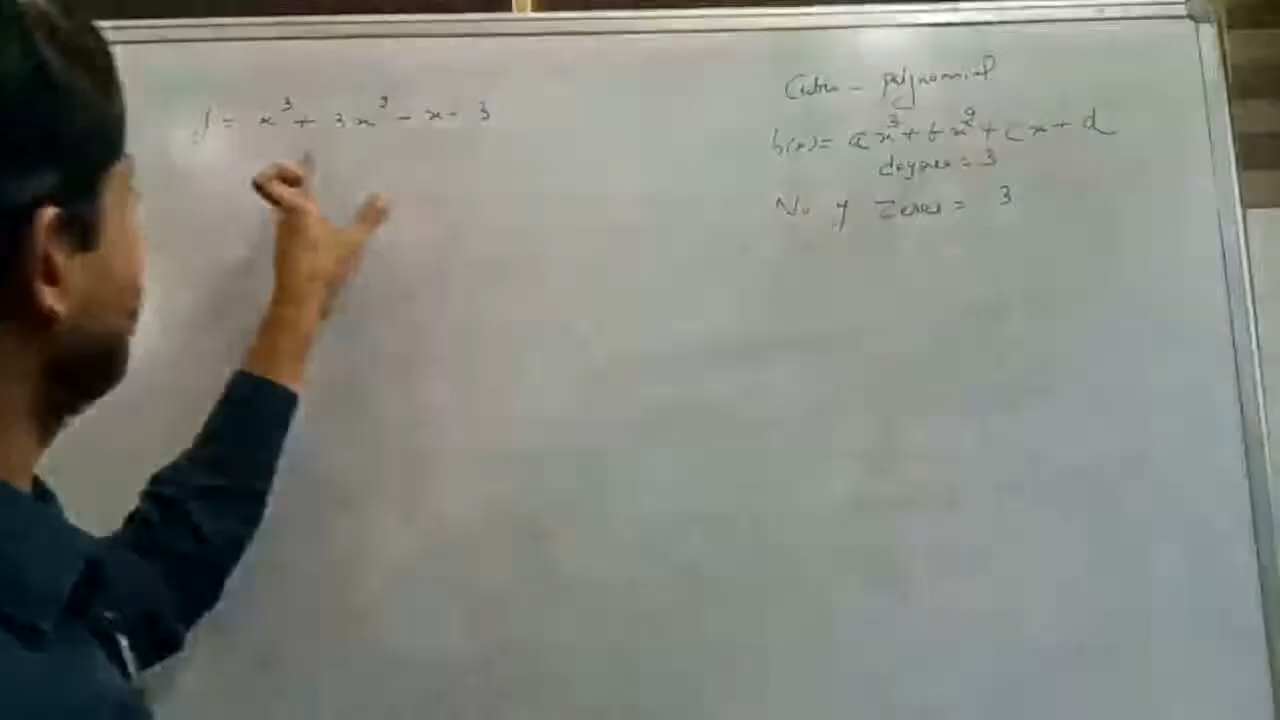 y = x³ + 3x² - x - 3
Cubic - polynomial
p(x) = ax³ + bx² + cx + d
degree = 3
No of Zeroes = 3